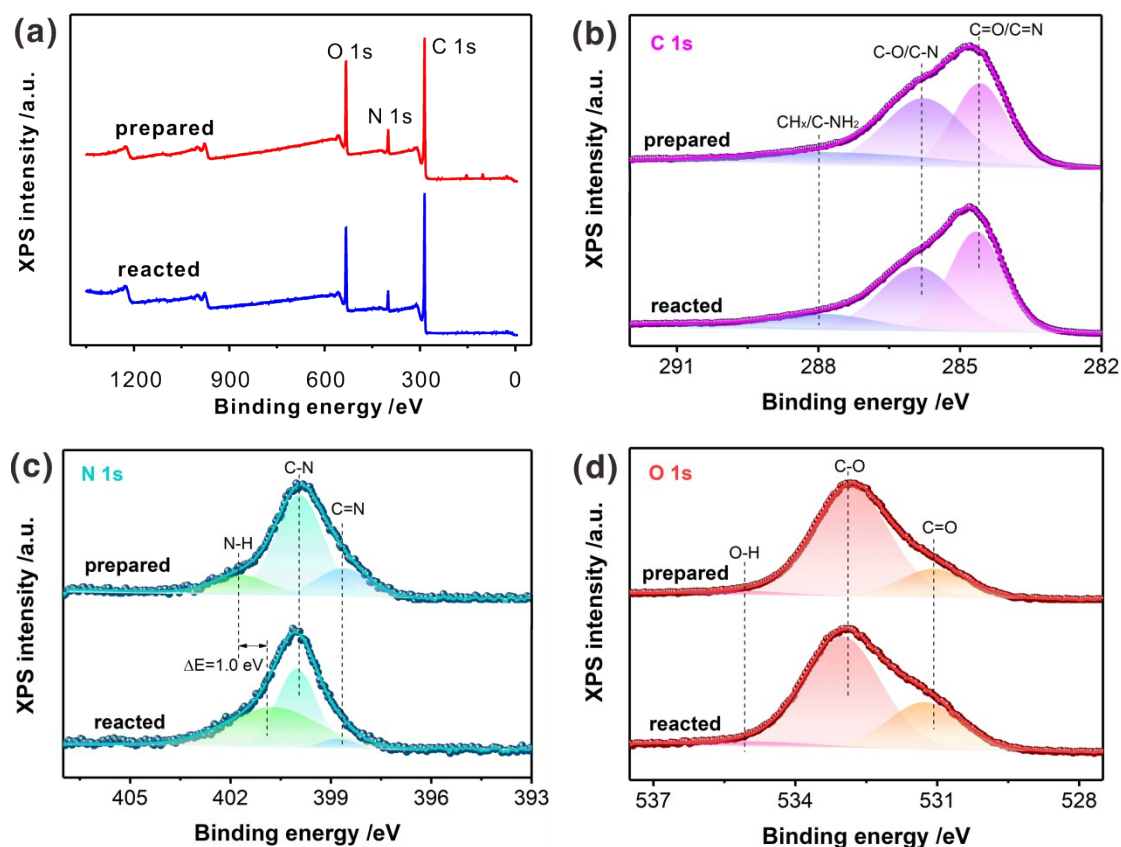 (a)
XPS intensity /a.u.
O 1s
C 1s
N 1s
prepared
reacted
1200 900 600 300 0
Binding energy /eV
(b)
XPS intensity /a.u.
C 1s
C=O/C=N
C-O/C-N
CHₓ/C-NH₂
prepared
reacted
291 288 285 282
Binding energy /eV
(c)
XPS intensity /a.u.
N 1s
C-N
C=N
N-H
prepared
ΔE=1.0 eV
reacted
405 402 399 396 393
Binding energy /eV
(d)
XPS intensity /a.u.
O 1s
C-O
C=O
O-H
prepared
reacted
537 534 531 528
Binding energy /eV